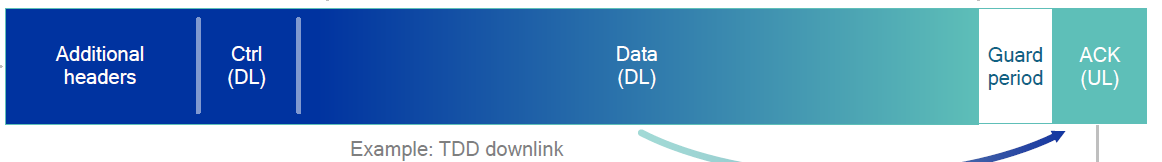 Additional
headers
Ctrl
(DL)
Data
(DL)
Guard
period
ACK
(UL)
Example: TDD downlink